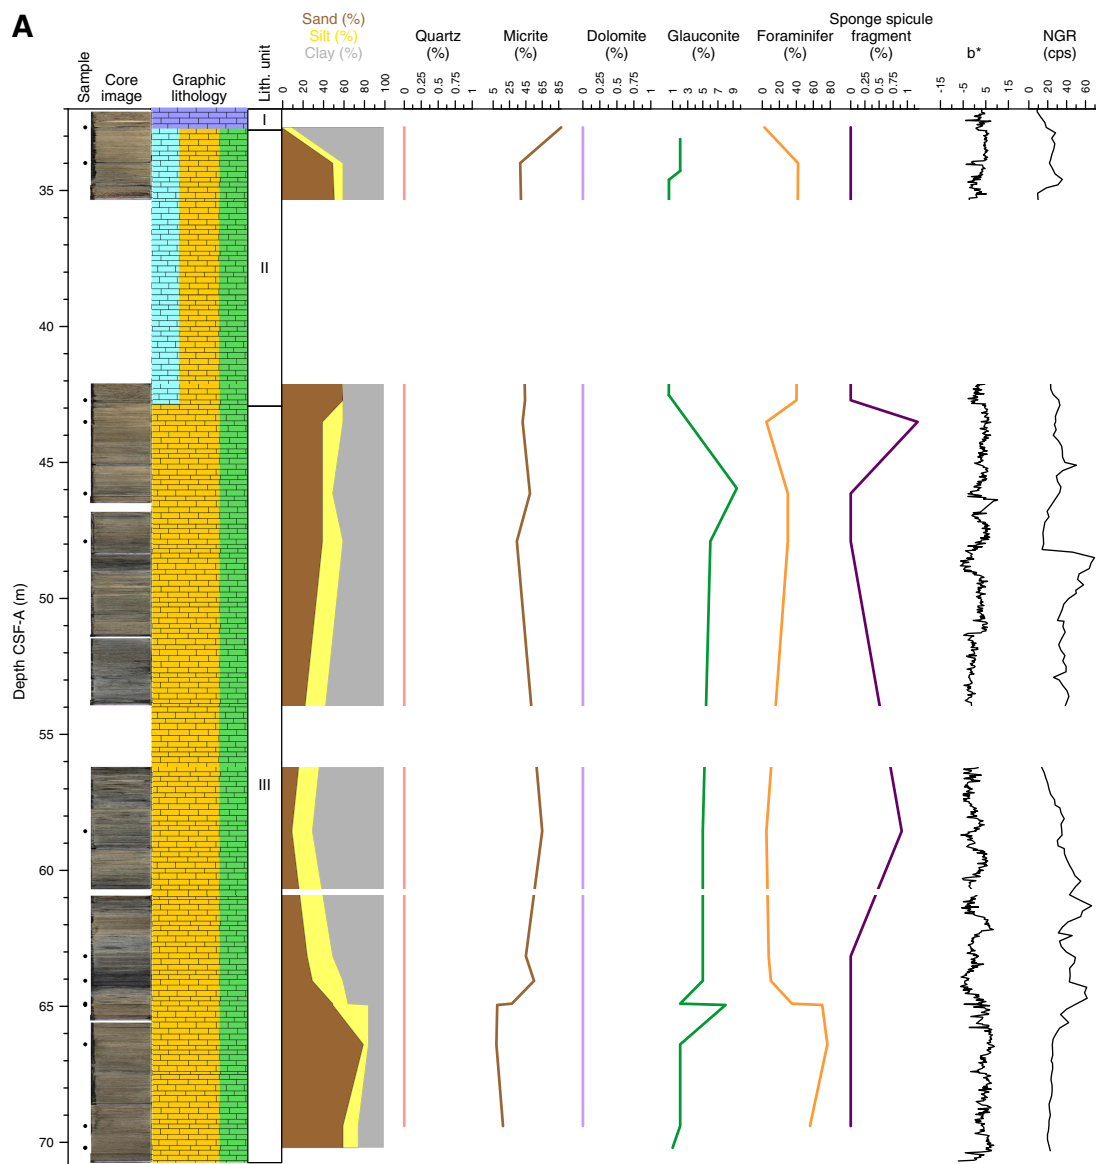 A
Sample
Core
image
Graphic
lithology
Lith. unit
Sand (%)
Silt (%)
Clay (%)
0 20 40 60 80 100
Quartz
(%)
0 0.25 0.5 0.75 1
Micrite
(%)
5 25 45 65 85
Dolomite
(%)
0 0.25 0.5 0.75 1
Glauconite
(%)
1 3 5 7 9
Foraminifer
(%)
0 20 40 60 80
Sponge spicule
fragment
(%)
0 0.25 0.5 0.75 1
b*
-15 -5 5 15
NGR
(cps)
0 20 40 60
Depth CSF-A (m)
35
40
45
50
55
60
65
70
I
II
III